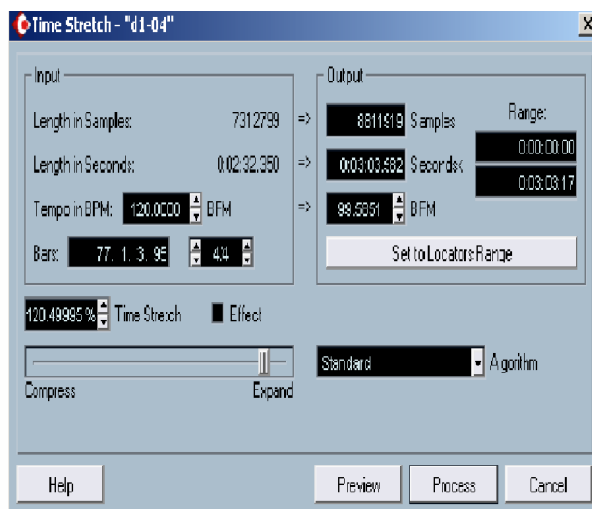 Time Stretch - "d1-04"
Input
Length in Samples: 7312799 =>
Length in Seconds: 0:02:32.350 =>
Tempo in BPM: 120.0000 BPM =>
Bars: 77. 1. 3. 95 4/4
Output
8811919 Samples
0:03:03.582 Seconds
99.5851 BPM
Range:
0:00:00:00
0:03:03:17
Set to Locators Range
120.49995 % Time Stretch Effect
Compress Expand
Standard Algorithm
Help Preview Process Cancel